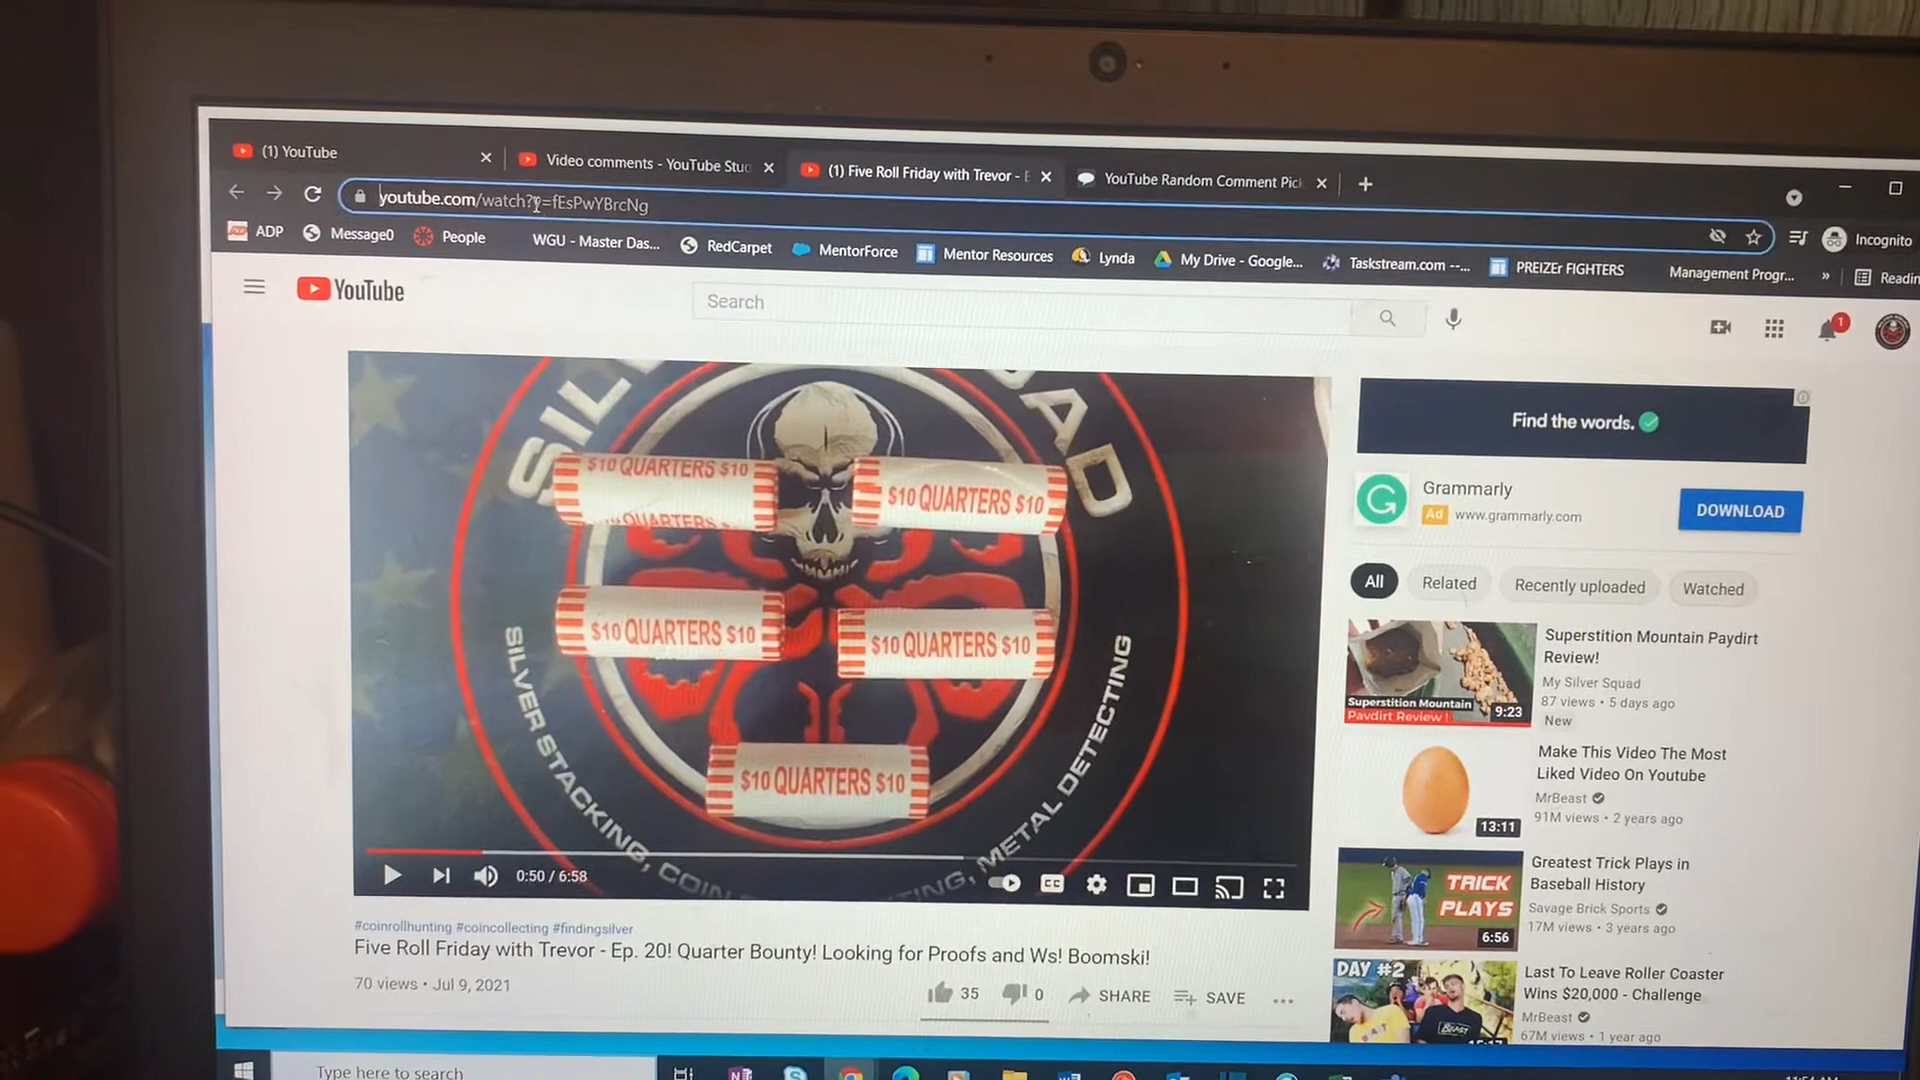 (1) YouTube
Video comments - YouTube Stu
(1) Five Roll Friday with Trevor - E
YouTube Random Comment Pick
youtube.com/watch?v=fEsPwYBrcNg
Incognito
ADP
Message0
People
WGU - Master Das...
RedCarpet
MentorForce
Mentor Resources
Lynda
My Drive - Google...
Taskstream.com --...
PREIZEr FIGHTERS
Management Progr...
»
Readin
YouTube
Search
1
SILVER STACKING, COIN
TING, METAL DETECTING
$10 QUARTERS $10
QUARTERS
$10 QUARTERS $10
$10 QUARTERS $10
$10 QUARTERS $10
$10 QUARTERS $10
0:50 / 6:58
CC
#coinrollhunting #coincollecting #findingsilver
Five Roll Friday with Trevor - Ep. 20! Quarter Bounty! Looking for Proofs and Ws! Boomski!
70 views • Jul 9, 2021
35
0
SHARE
SAVE
...
Find the words.
Grammarly
Ad www.grammarly.com
DOWNLOAD
All
Related
Recently uploaded
Watched
Superstition Mountain
Paydirt Review!
9:23
Superstition Mountain Paydirt
Review!
My Silver Squad
87 views • 5 days ago
New
13:11
Make This Video The Most
Liked Video On Youtube
MrBeast
91M views • 2 years ago
TRICK
PLAYS
6:56
Greatest Trick Plays in
Baseball History
Savage Brick Sports
17M views • 3 years ago
DAY #2
BEAST
Last To Leave Roller Coaster
Wins $20,000 - Challenge
MrBeast
67M views • 1 year ago
Type here to search